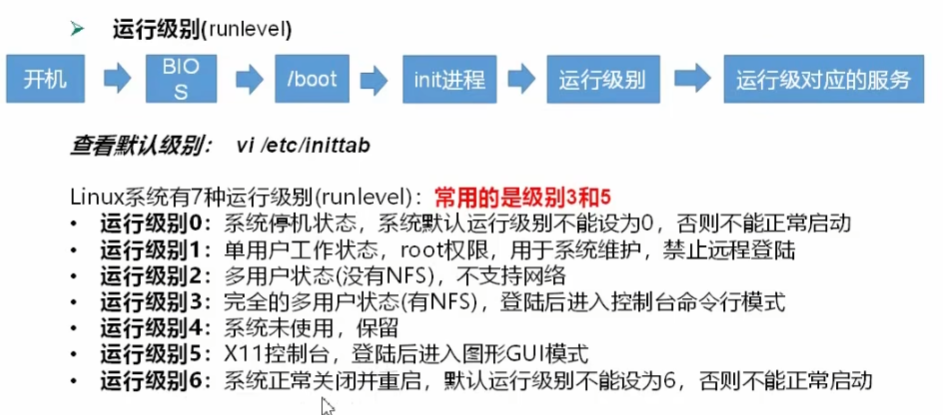 运行级别(runlevel)
开机 BIOS /boot init进程 运行级别 运行级对应的服务
查看默认级别： vi /etc/inittab
Linux系统有7种运行级别(runlevel)：常用的是级别3和5
• 运行级别0：系统停机状态，系统默认运行级别不能设为0，否则不能正常启动
• 运行级别1：单用户工作状态，root权限，用于系统维护，禁止远程登陆
• 运行级别2：多用户状态(没有NFS)，不支持网络
• 运行级别3：完全的多用户状态(有NFS)，登陆后进入控制台命令行模式
• 运行级别4：系统未使用，保留
• 运行级别5：X11控制台，登陆后进入图形GUI模式
• 运行级别6：系统正常关闭并重启，默认运行级别不能设为6，否则不能正常启动